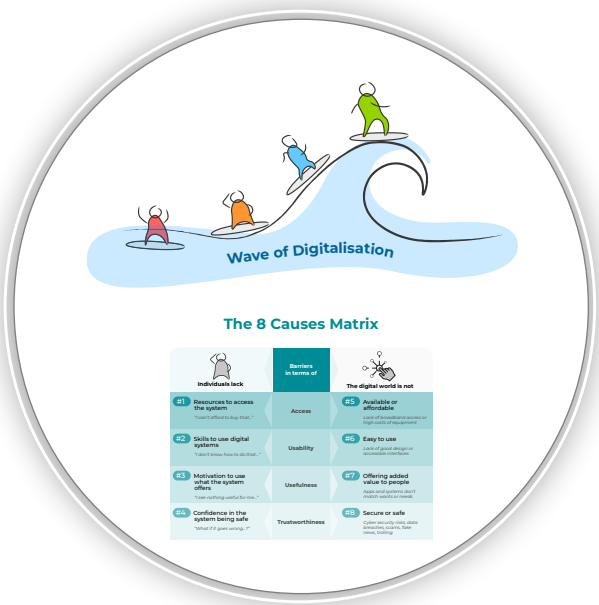 Wave of Digitalisation
The 8 Causes Matrix
Individuals lack
Barriers
in terms of
The digital world is not
#1 Resources to access
the system
"I can't afford to buy that..."
Access
#5 Available or
affordable
Lack of broadband access or
high costs of equipment
#2 Skills to use digital
systems
"I don't know how to do that..."
Usability
#6 Easy to use
Lack of good design or
accessible interfaces
#3 Motivation to use
what the system
offers
"I see nothing useful for me..."
Usefulness
#7 Offering added
value to people
Apps and systems don't
match wants or needs
#4 Confidence in the
system being safe
"What if it goes wrong...?"
Trustworthiness
#8 Secure or safe
Cyber security risks, data
breaches, scams, fake
news, trolling